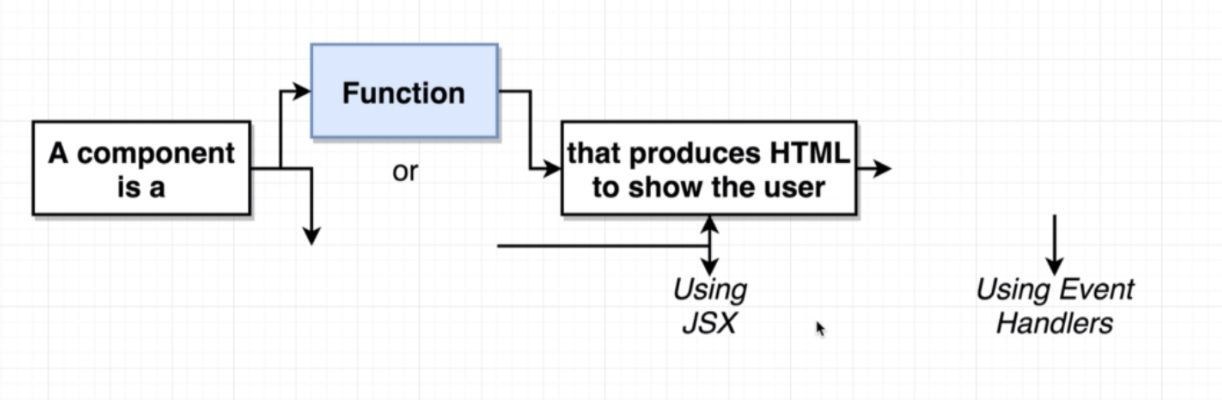 Function
A component
is a
or
that produces HTML
to show the user
Using
JSX
Using Event
Handlers